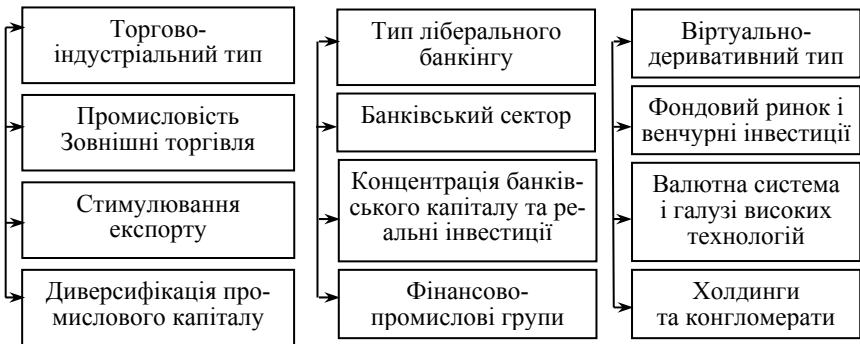 Торгово-
індустріальний тип
Промисловість
Зовнішні торгівля
Стимулювання
експорту
Диверсифікація про-
мислового капіталу
Тип ліберального
банкінгу
Банківський сектор
Концентрація банків-
ського капіталу та ре-
альні інвестиції
Фінансово-
промислові групи
Віртуально-
деривативний тип
Фондовий ринок і
венчурні інвестиції
Валютна система
і галузі високих
технологій
Холдинги
та конгломерати